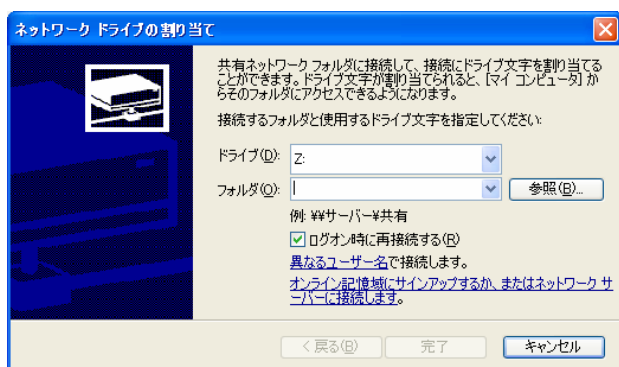 ネットワーク ドライブの割り当て
共有ネットワーク フォルダに接続して、接続にドライブ文字を割り当てる
ことができます。ドライブ文字が割り当てられると、[マイ コンピュータ] か
らそのフォルダにアクセスできるようになります。
接続するフォルダと使用するドライブ文字を指定してください:
ドライブ(D): Z:
フォルダ(O): 参照(B)...
例: ¥¥サーバー¥共有
ログオン時に再接続する(R)
異なるユーザー名で接続します。
オンライン記憶域にサインアップするか、またはネットワーク サ
ーバーに接続します。
< 戻る(B) 完了 キャンセル